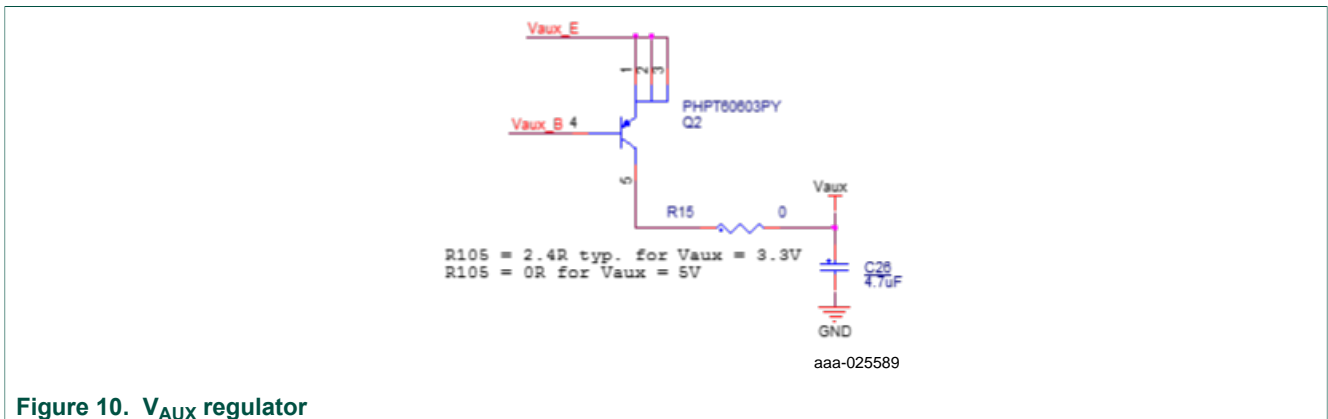 Vaux_E
1 2 3
PHPT60603PY
Q2
Vaux_B 4
5
Vaux
R15 0
R105 = 2.4R typ. for Vaux = 3.3V
R105 = 0R for Vaux = 5V
C26
4.7uF
GND
aaa-025589
Figure 10. VAUX regulator